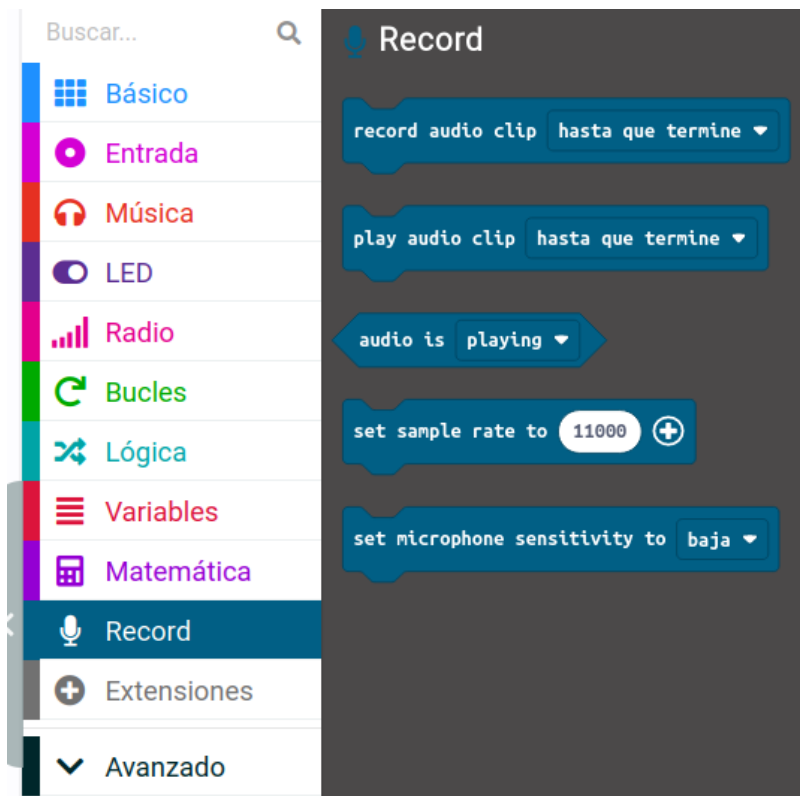 Buscar...
Básico
Entrada
Música
LED
Radio
Bucles
Lógica
Variables
Matemática
Record
Extensiones
Avanzado
Record
record audio clip hasta que termine
play audio clip hasta que termine
audio is playing
set sample rate to 11000
set microphone sensitivity to baja